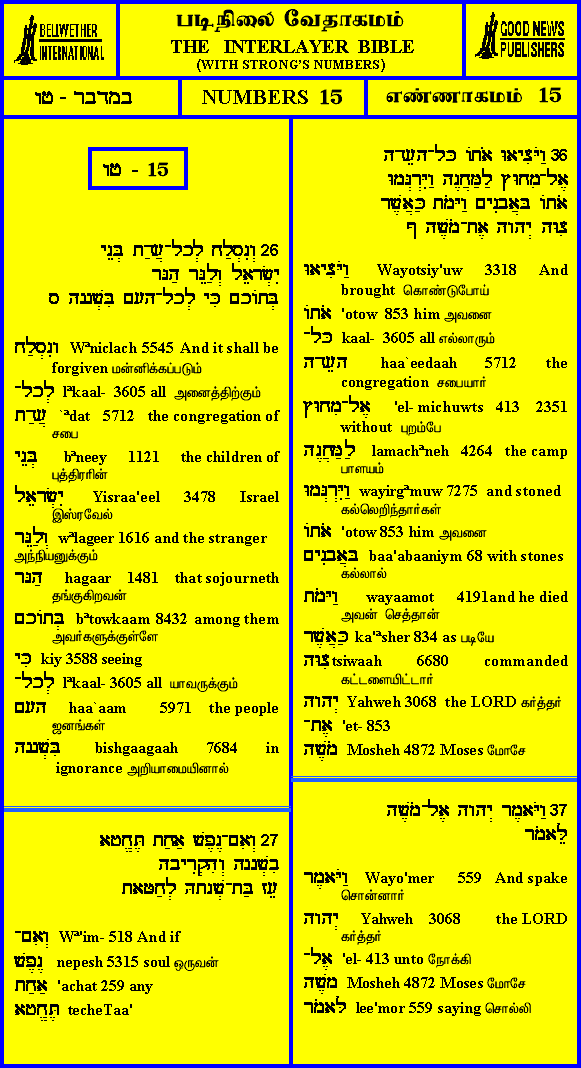 BELLWETHER
INTERNATIONAL
படிநிலை வேதாகமம்
THE INTERLAYER BIBLE
(WITH STRONG'S NUMBERS)
GOOD NEWS
PUBLISHERS
במדבר - טו
NUMBERS 15
எண்ணாகமம் 15
טו - 15
26 וְנִסְלַח לְכָל־עֲדַת בְּנֵי
יִשְׂרָאֵל וְלַגֵּר הַגָּר
בְּתוֹכָם כִּי לְכָל־הָעָם בִּשְׁגָגָה ס
וְנִסְלַח Wªniclach 5545 And it shall be
forgiven மன்னிக்கப்படும்
לְכָל־ lªkaal- 3605 all அனைத்திற்கும்
עֲדַת `ªdat 5712 the congregation of
சபை
בְּנֵי bªneey 1121 the children of
புத்திரரின்
יִשְׂרָאֵל Yisraa'eel 3478 Israel
இஸ்ரவேல்
וְלַגֵּר wªlageer 1616 and the stranger
அந்நியனுக்கும்
הַגָּר hagaar 1481 that sojourneth
தங்குகிறவன்
בְּתוֹכָם bªtowkaam 8432 among them
அவர்களுக்குள்ளே
כִּי kiy 3588 seeing
לְכָל־ lªkaal- 3605 all யாவருக்கும்
הָעָם haa`aam 5971 the people
ஜனங்கள்
בִּשְׁגָגָה bishgaagaah 7684 in
ignorance அறியாமையினால்
27 וְאִם־נֶפֶשׁ אַחַת תֶּחֱטָא
בִשְׁגָגָה וְהִקְרִיבָה
עֵז בַּת־שְׁנָתָהּ לְחַטָּאת
וְאִם־ Wª'im- 518 And if
נֶפֶשׁ nepesh 5315 soul ஒருவன்
אַחַת 'achat 259 any
תֶּחֱטָא techeTaa'
36 וַיֹּצִיאוּ אֹתוֹ כָּל־הָעֵדָה
אֶל־מִחוּץ לַמַּחֲנֶה וַיִּרְגְּמוּ
אֹתוֹ בָּאֲבָנִים וַיָּמֹת כַּאֲשֶׁר
צִוָּה יְהוָה אֶת־מֹשֶׁה ף
וַיֹּצִיאוּ Wayotsiy'uw 3318 And
brought கொண்டுபோய்
אֹתוֹ 'otow 853 him அவனை
כָּל־ kaal- 3605 all எல்லாரும்
הָעֵדָה haa`eedaah 5712 the
congregation சபையார்
אֶל־מִחוּץ 'el- michuwts 413 2351
without புறம்பே
לַמַּחֲנֶה lamachªneh 4264 the camp
பாளயம்
וַיִּרְגְּמוּ wayirgªmuw 7275 and stoned
கல்லெறிந்தார்கள்
אֹתוֹ 'otow 853 him அவனை
בָּאֲבָנִים baa'abaaniym 68 with stones
கல்லால்
וַיָּמֹת wayaamot 4191and he died
அவன் செத்தான்
כַּאֲשֶׁר ka'ªsher 834 as படியே
צִוָּה tsiwaah 6680 commanded
கட்டளையிட்டார்
יְהוָה Yahweh 3068 the LORD கர்த்தர்
אֶת־ 'et- 853
מֹשֶׁה Mosheh 4872 Moses மோசே
37 וַיֹּאמֶר יְהוָה אֶל־מֹשֶׁה
לֵּאמֹר
וַיֹּאמֶר Wayo'mer 559 And spake
சொன்னார்
יְהוָה Yahweh 3068 the LORD
கர்த்தர்
אֶל־ 'el- 413 unto நோக்கி
מֹשֶׁה Mosheh 4872 Moses மோசே
לֵּאמֹר lee'mor 559 saying சொல்லி